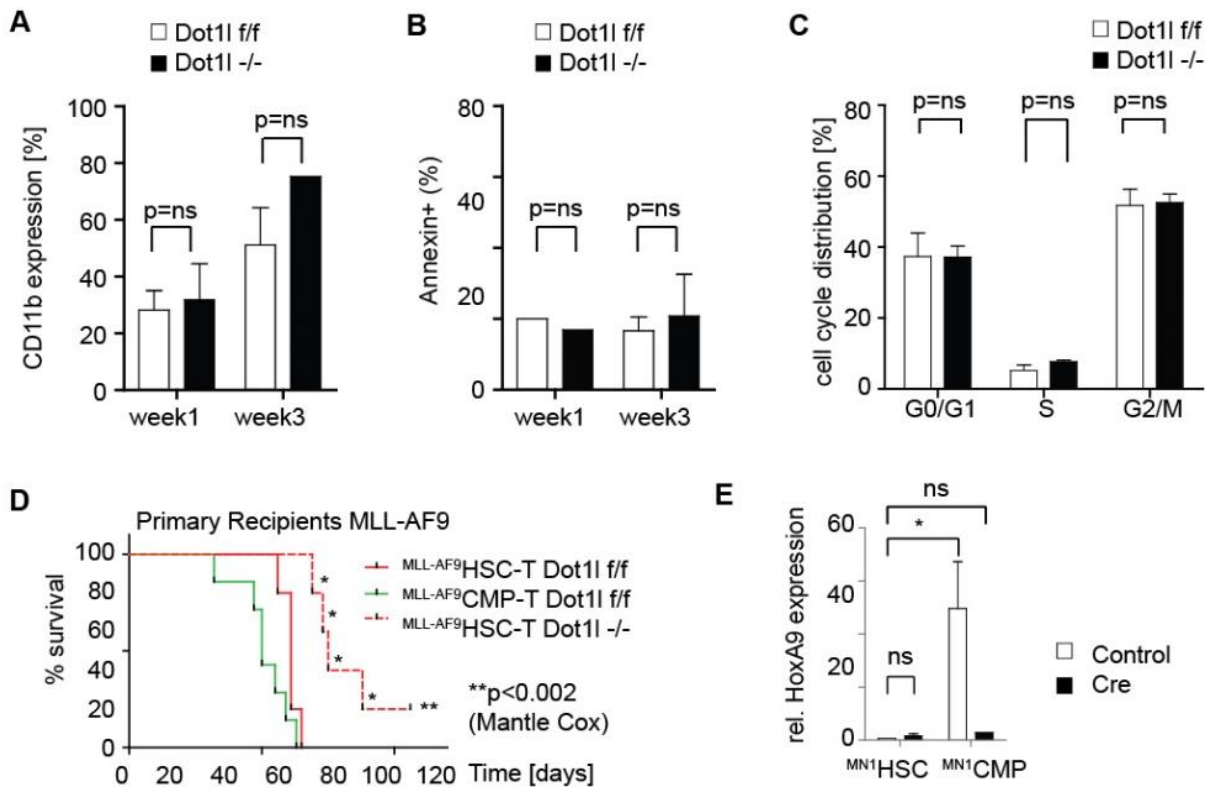 A
Dot1l f/f
Dot1l -/-
CD11b expression [%]
100
80
60
40
20
0
p=ns
p=ns
week1
week3
B
Dot1l f/f
Dot1l -/-
Annexin+ (%)
80
40
20
0
p=ns
p=ns
week1
week3
C
Dot1l f/f
Dot1l -/-
cell cycle distribution [%]
80
60
40
20
0
p=ns
p=ns
p=ns
G0/G1
S
G2/M
D
Primary Recipients MLL-AF9
% survival
100
80
60
40
20
0
MLL-AF9HSC-T Dot1l f/f
MLL-AF9CMP-T Dot1l f/f
MLL-AF9HSC-T Dot1l -/-
*
*
*
*
**
**p<0.002
(Mantle Cox)
0
40
60
80
100
120
Time [days]
E
rel. HoxA9 expression
60
40
20
0
ns
*
ns
Control
Cre
MN1HSC
MN1CMP